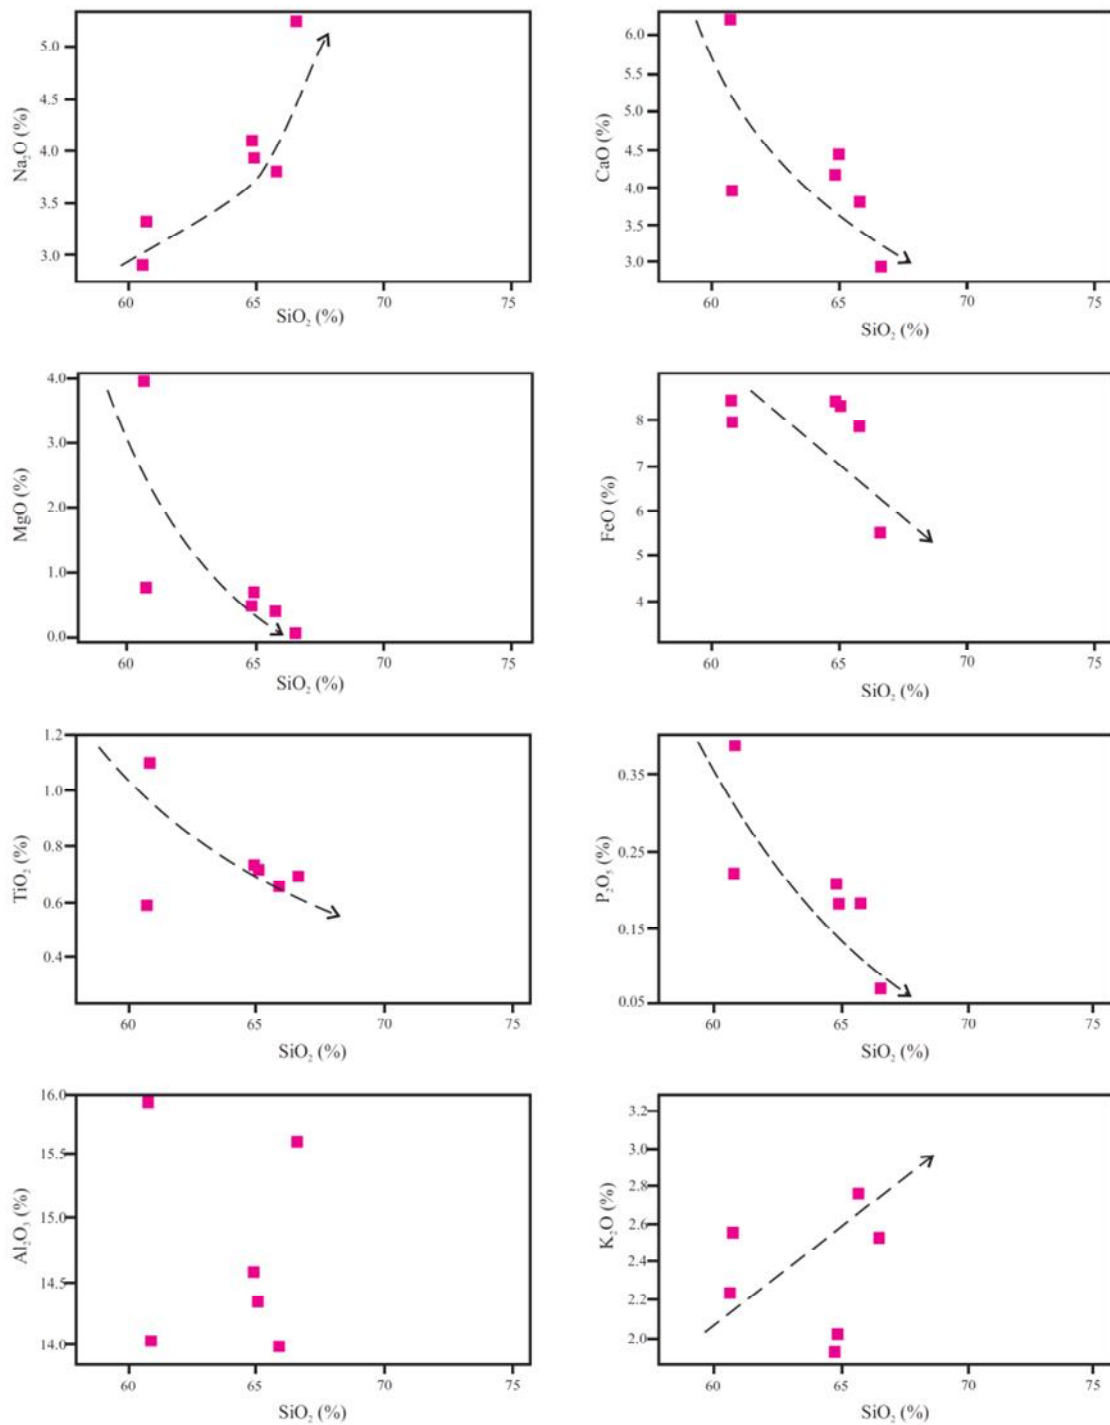 Na₂O (%)
5.0
4.5
4.0
3.5
3.0
60 65 70 75
SiO₂ (%)
CaO (%)
6.0
5.5
5.0
4.5
4.0
3.5
3.0
60 65 70 75
SiO₂ (%)
MgO (%)
4.0
3.0
2.0
1.0
0.0
60 65 70 75
SiO₂ (%)
FeO (%)
8
7
6
5
4
60 65 70 75
SiO₂ (%)
TiO₂ (%)
1.2
1.0
0.8
0.6
0.4
60 65 70 75
SiO₂ (%)
P₂O₅ (%)
0.35
0.25
0.15
0.05
60 65 70 75
SiO₂ (%)
Al₂O₃ (%)
16.0
15.5
15.0
14.5
14.0
60 65 70 75
SiO₂ (%)
K₂O (%)
3.2
3.0
2.8
2.6
2.4
2.2
2.0
60 65 70 75
SiO₂ (%)